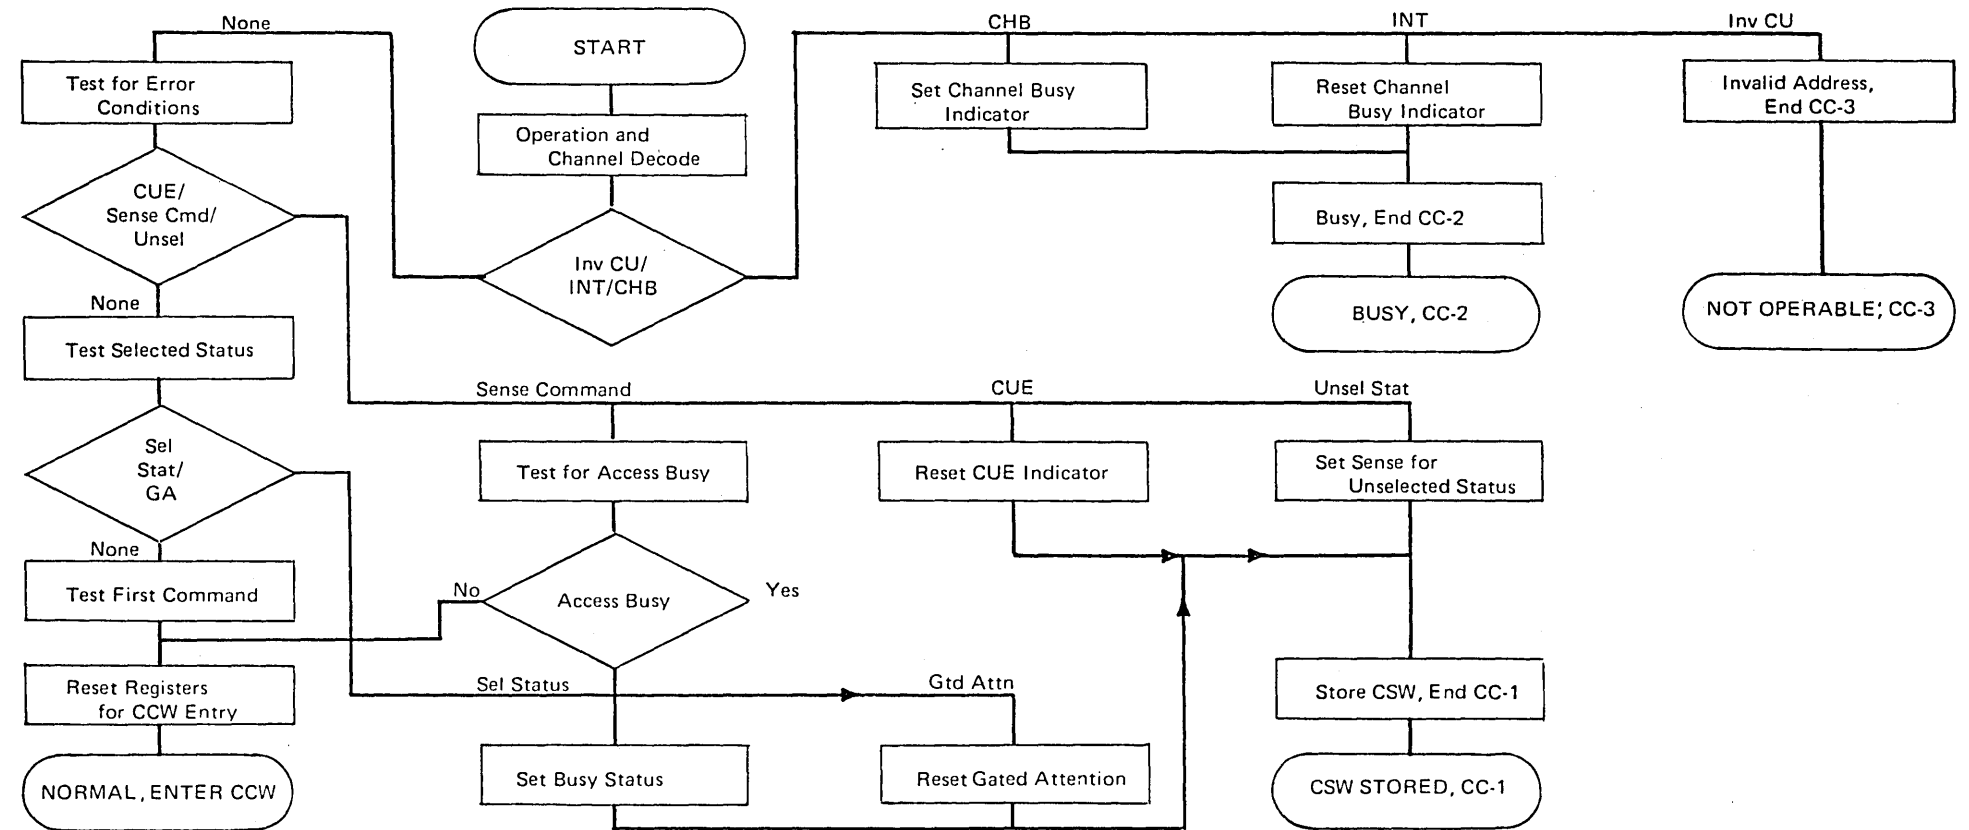 None
START
CHB
INT
Inv CU
Test for Error
Conditions
Set Channel Busy
Indicator
Reset Channel
Busy Indicator
Invalid Address,
End CC-3
Operation and
Channel Decode
CUE/
Sense Cmd/
Unsel
Busy, End CC-2
Inv CU/
INT/CHB
None
BUSY, CC-2
NOT OPERABLE, CC-3
Test Selected Status
Sense Command
CUE
Unsel Stat
Sel
Stat/
GA
Test for Access Busy
Reset CUE Indicator
Set Sense for
Unselected Status
None
Test First Command
No
Access Busy
Yes
Reset Registers
for CCW Entry
Sel Status
Gtd Attn
Store CSW, End CC-1
NORMAL, ENTER CCW
Set Busy Status
Reset Gated Attention
CSW STORED, CC-1